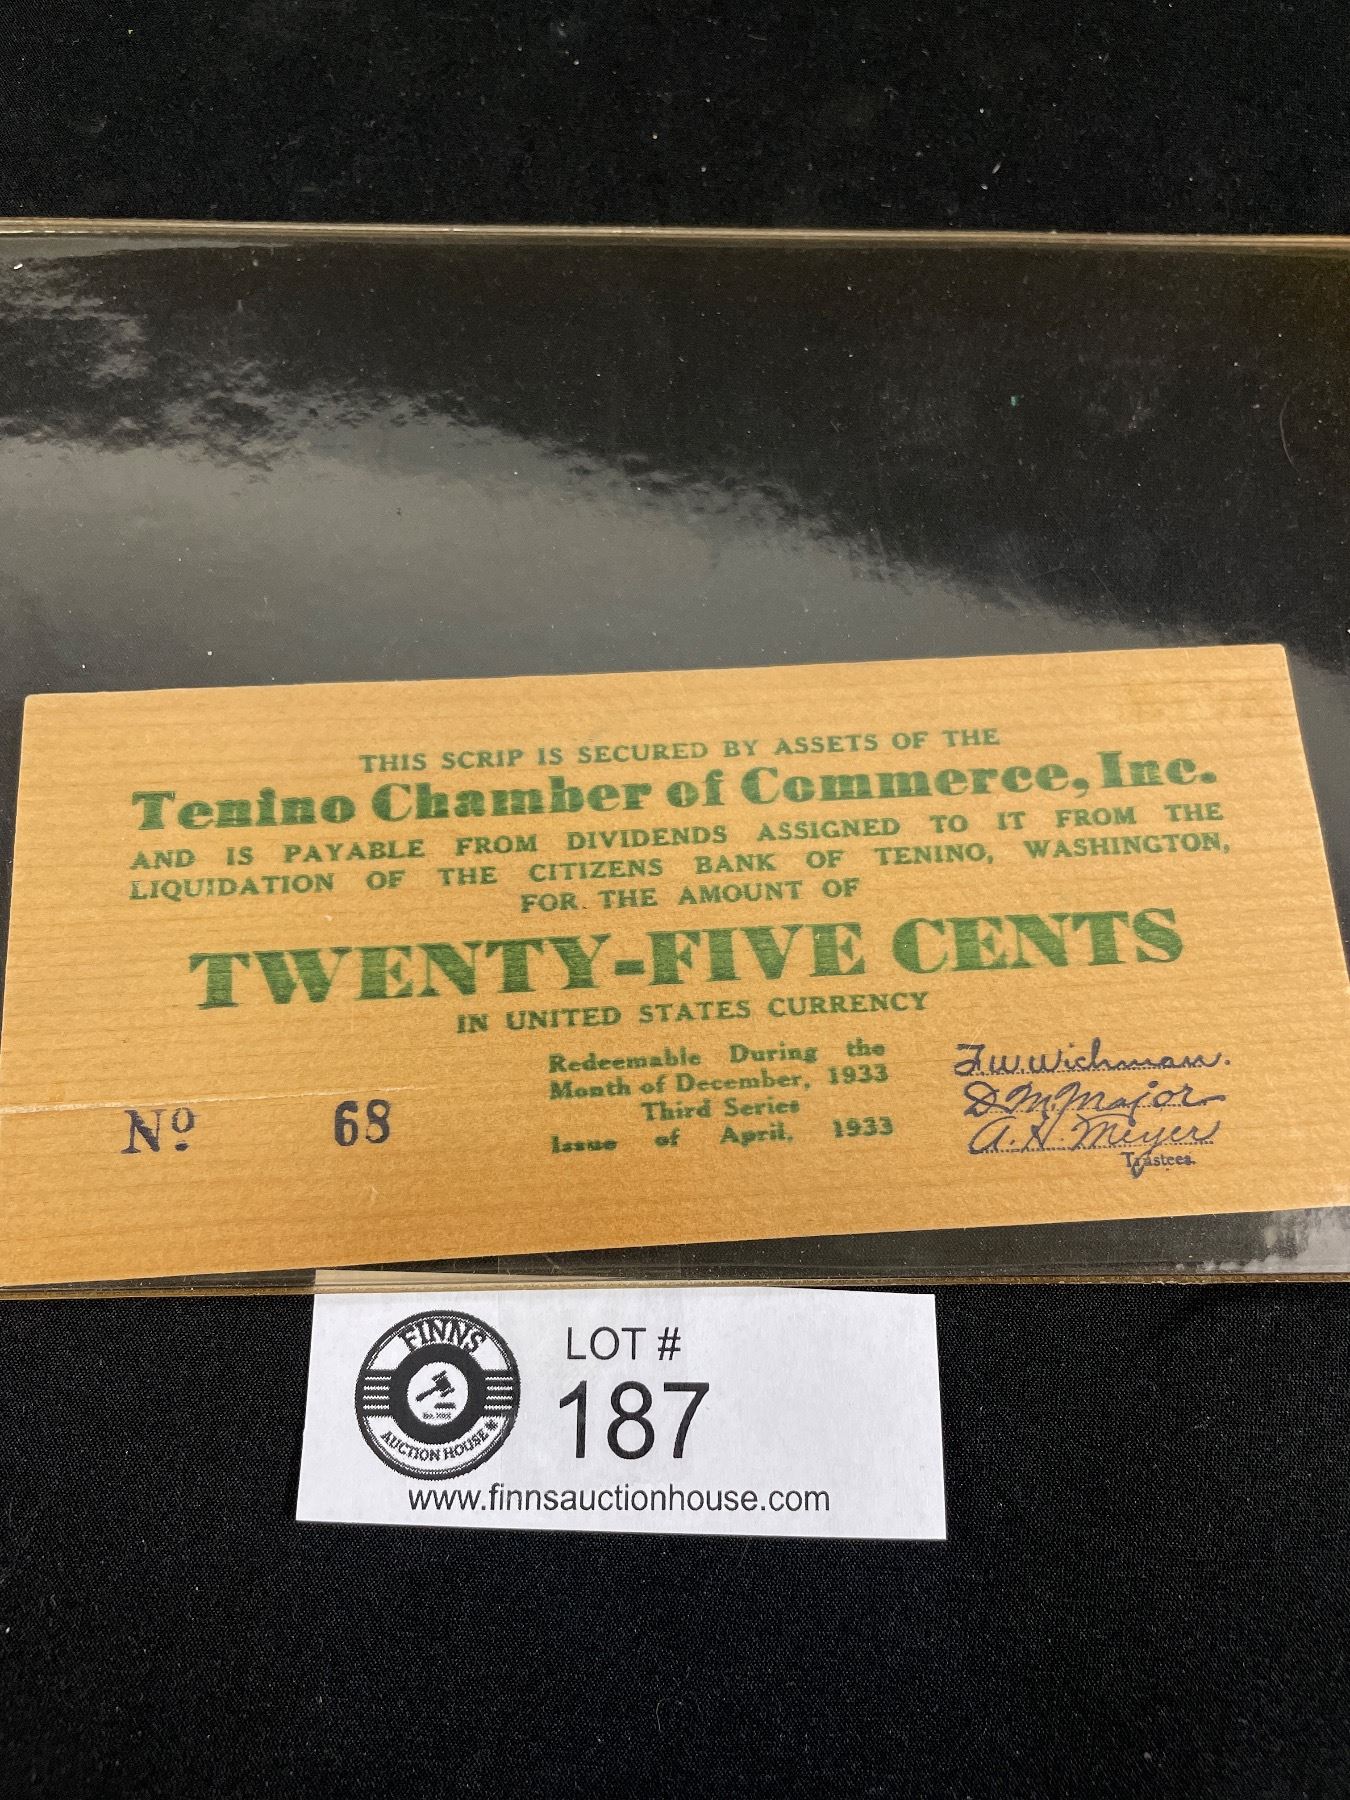 THIS SCRIP IS SECURED BY ASSETS OF THE
Tenino Chamber of Commerce, Inc.
AND IS PAYABLE FROM DIVIDENDS ASSIGNED TO IT FROM THE
LIQUIDATION OF THE CITIZENS BANK OF TENINO, WASHINGTON,
FOR THE AMOUNT OF
TWENTY-FIVE CENTS
IN UNITED STATES CURRENCY
Redeemable During the
Month of December, 1933
Third Series
Issue of April, 1933
No 68
F.W. Wichman.
D M. Major
A. H. Meyer
Trustees.
FINNS
AUCTION HOUSE
LOT #
187
www.finnsauctionhouse.com